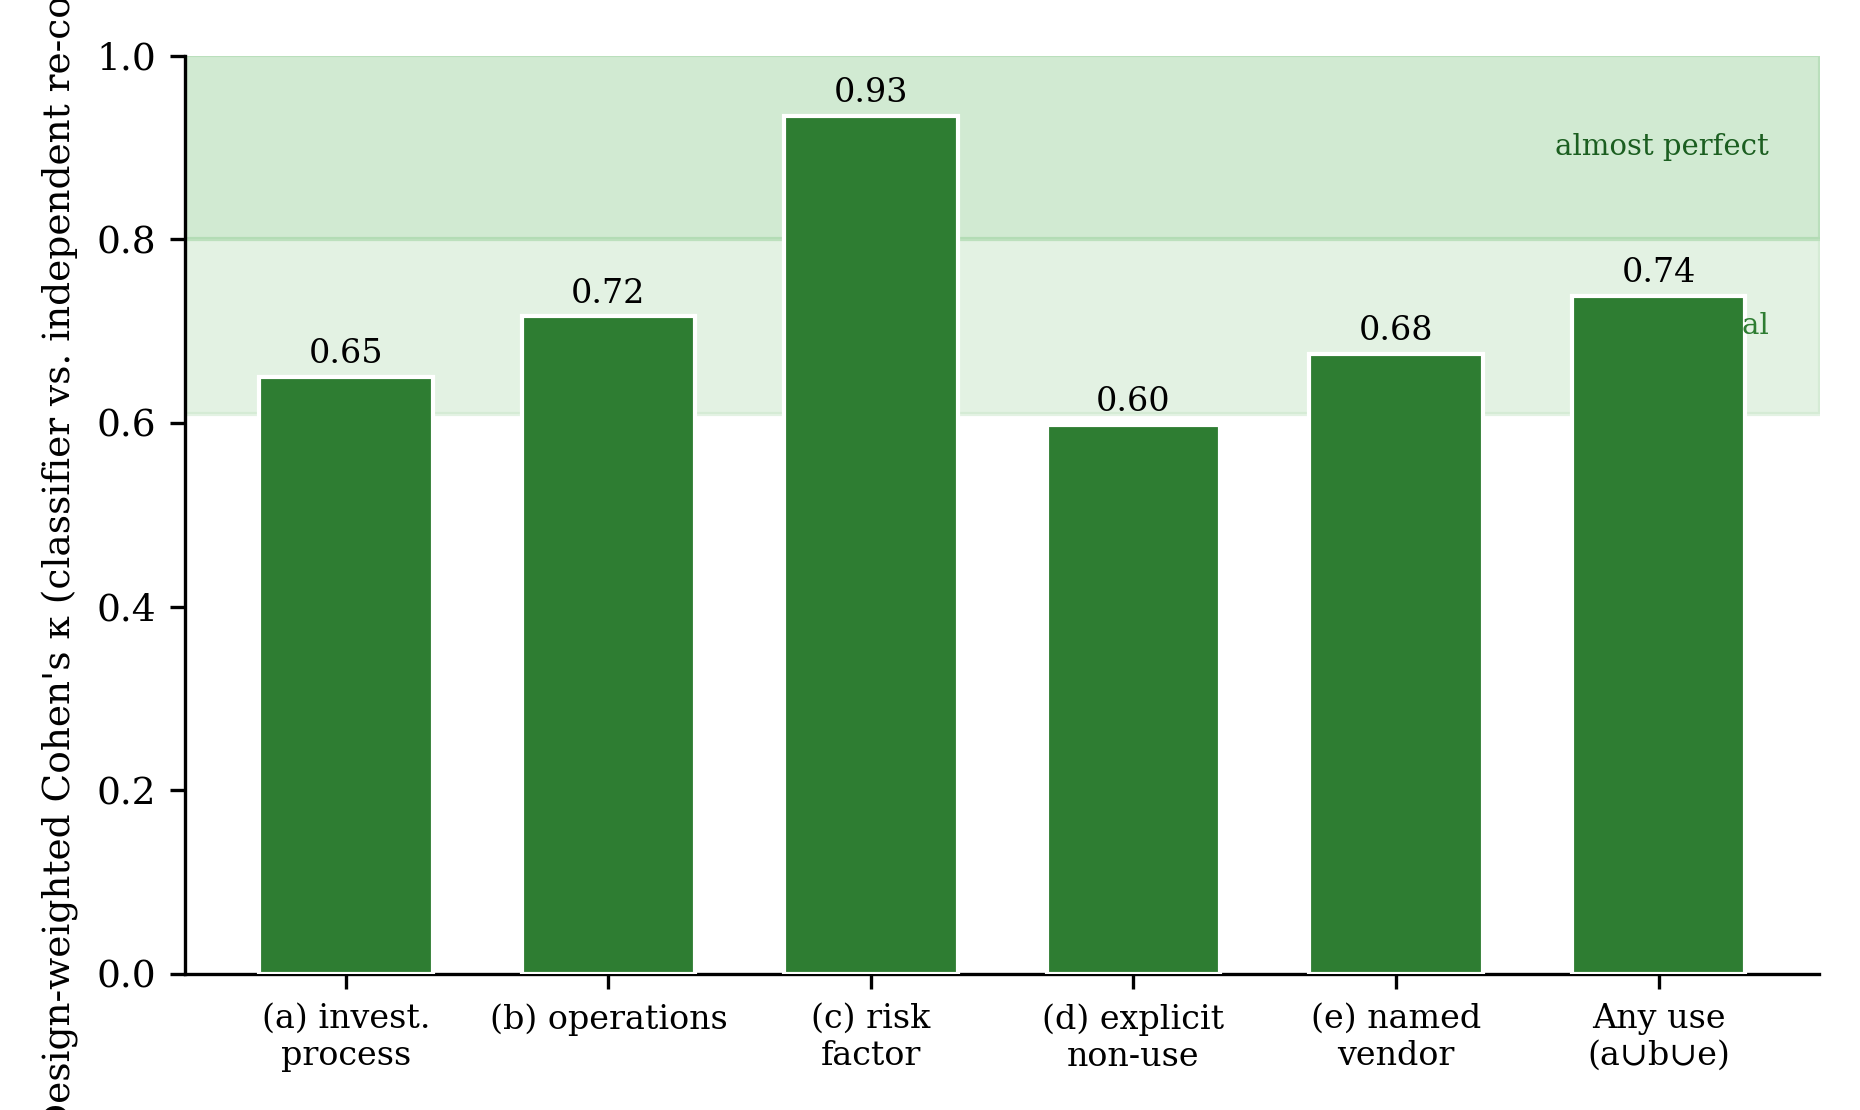 Design-weighted Cohen's κ (classifier vs. independent
1.0
0.8
0.6
0.4
0.2
0.0
0.65
0.72
0.93
0.60
0.68
0.74
almost perfect
al
(a) invest.
process
(b) operations
(c) risk
factor
(d) explicit
non-use
(e) named
vendor
Any use
(a∪b∪e)